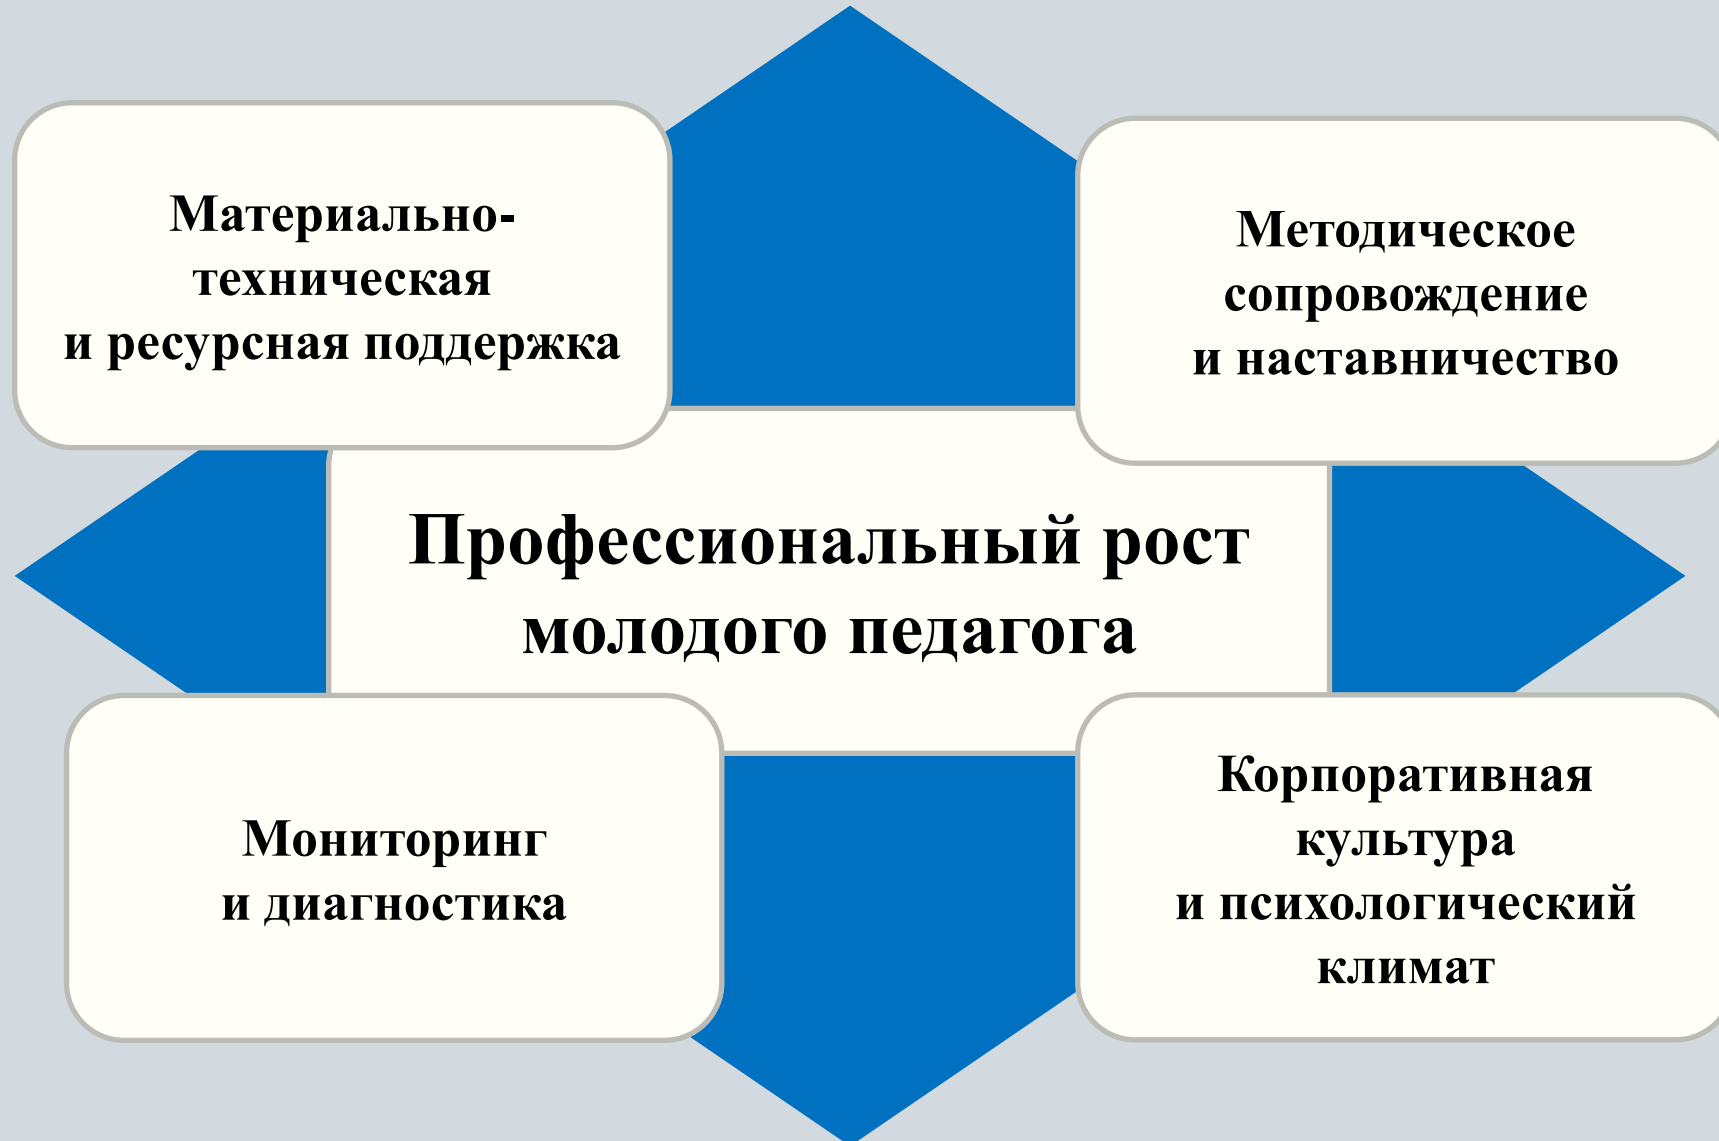 Материально-
техническая
и ресурсная поддержка
Методическое
сопровождение
и наставничество
Профессиональный рост
молодого педагога
Мониторинг
и диагностика
Корпоративная
культура
и психологический
климат